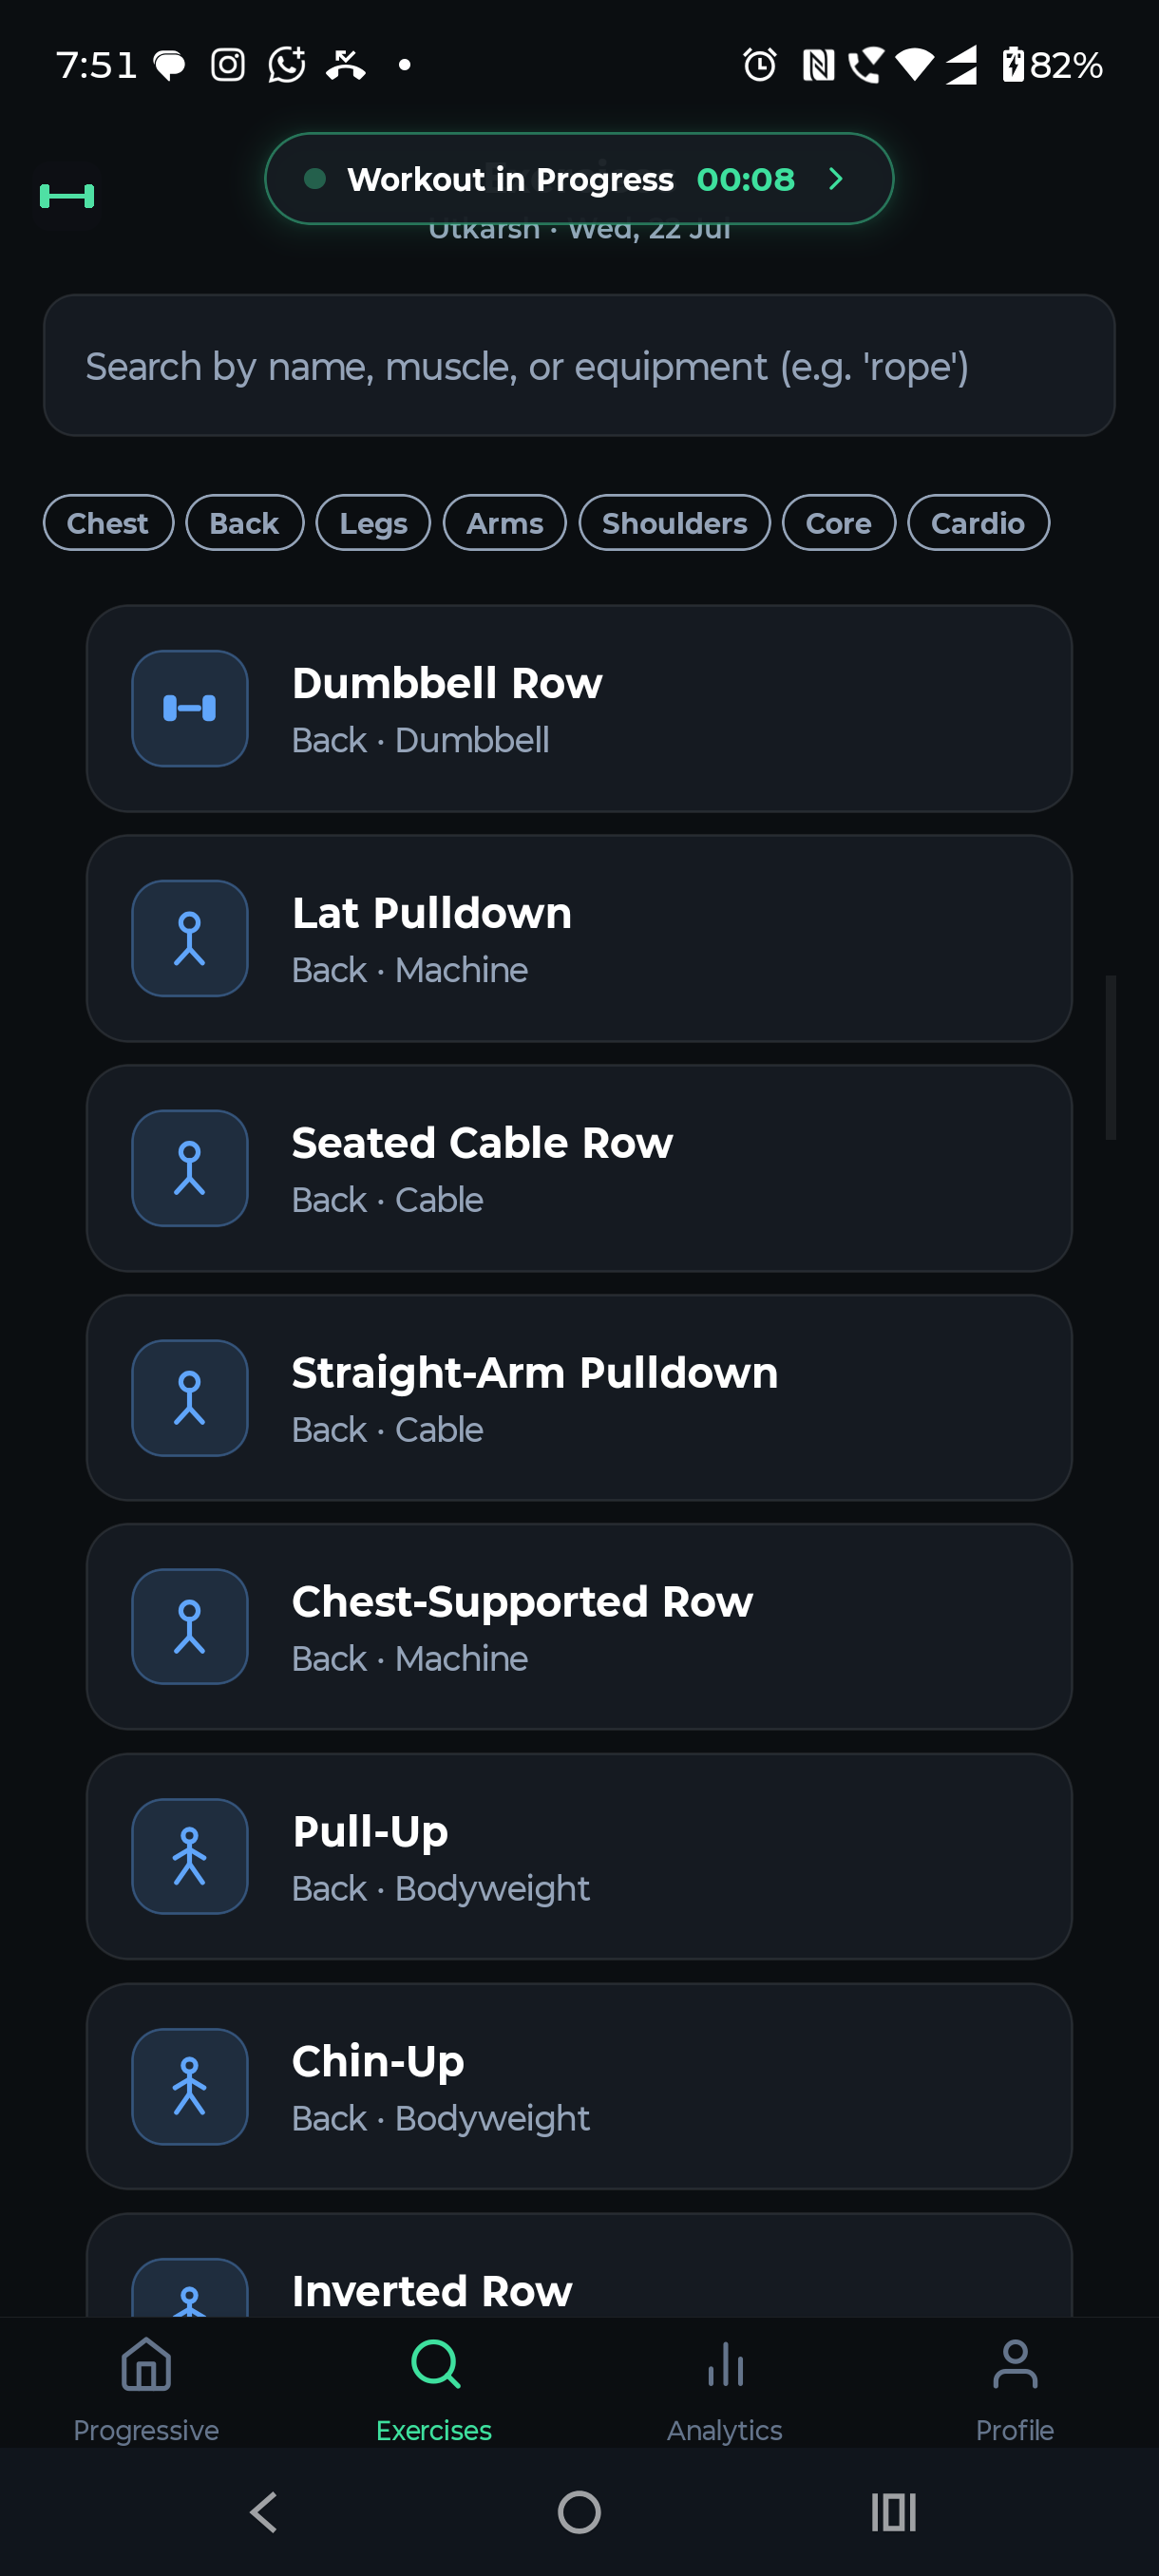 7:51
82%
Workout in Progress 00:08
Utkarsh · Wed, 22 Jul
Search by name, muscle, or equipment (e.g. 'rope')
Chest Back Legs Arms Shoulders Core Cardio
Dumbbell Row
Back · Dumbbell
Lat Pulldown
Back · Machine
Seated Cable Row
Back · Cable
Straight-Arm Pulldown
Back · Cable
Chest-Supported Row
Back · Machine
Pull-Up
Back · Bodyweight
Chin-Up
Back · Bodyweight
Inverted Row
Progressive Exercises Analytics Profile